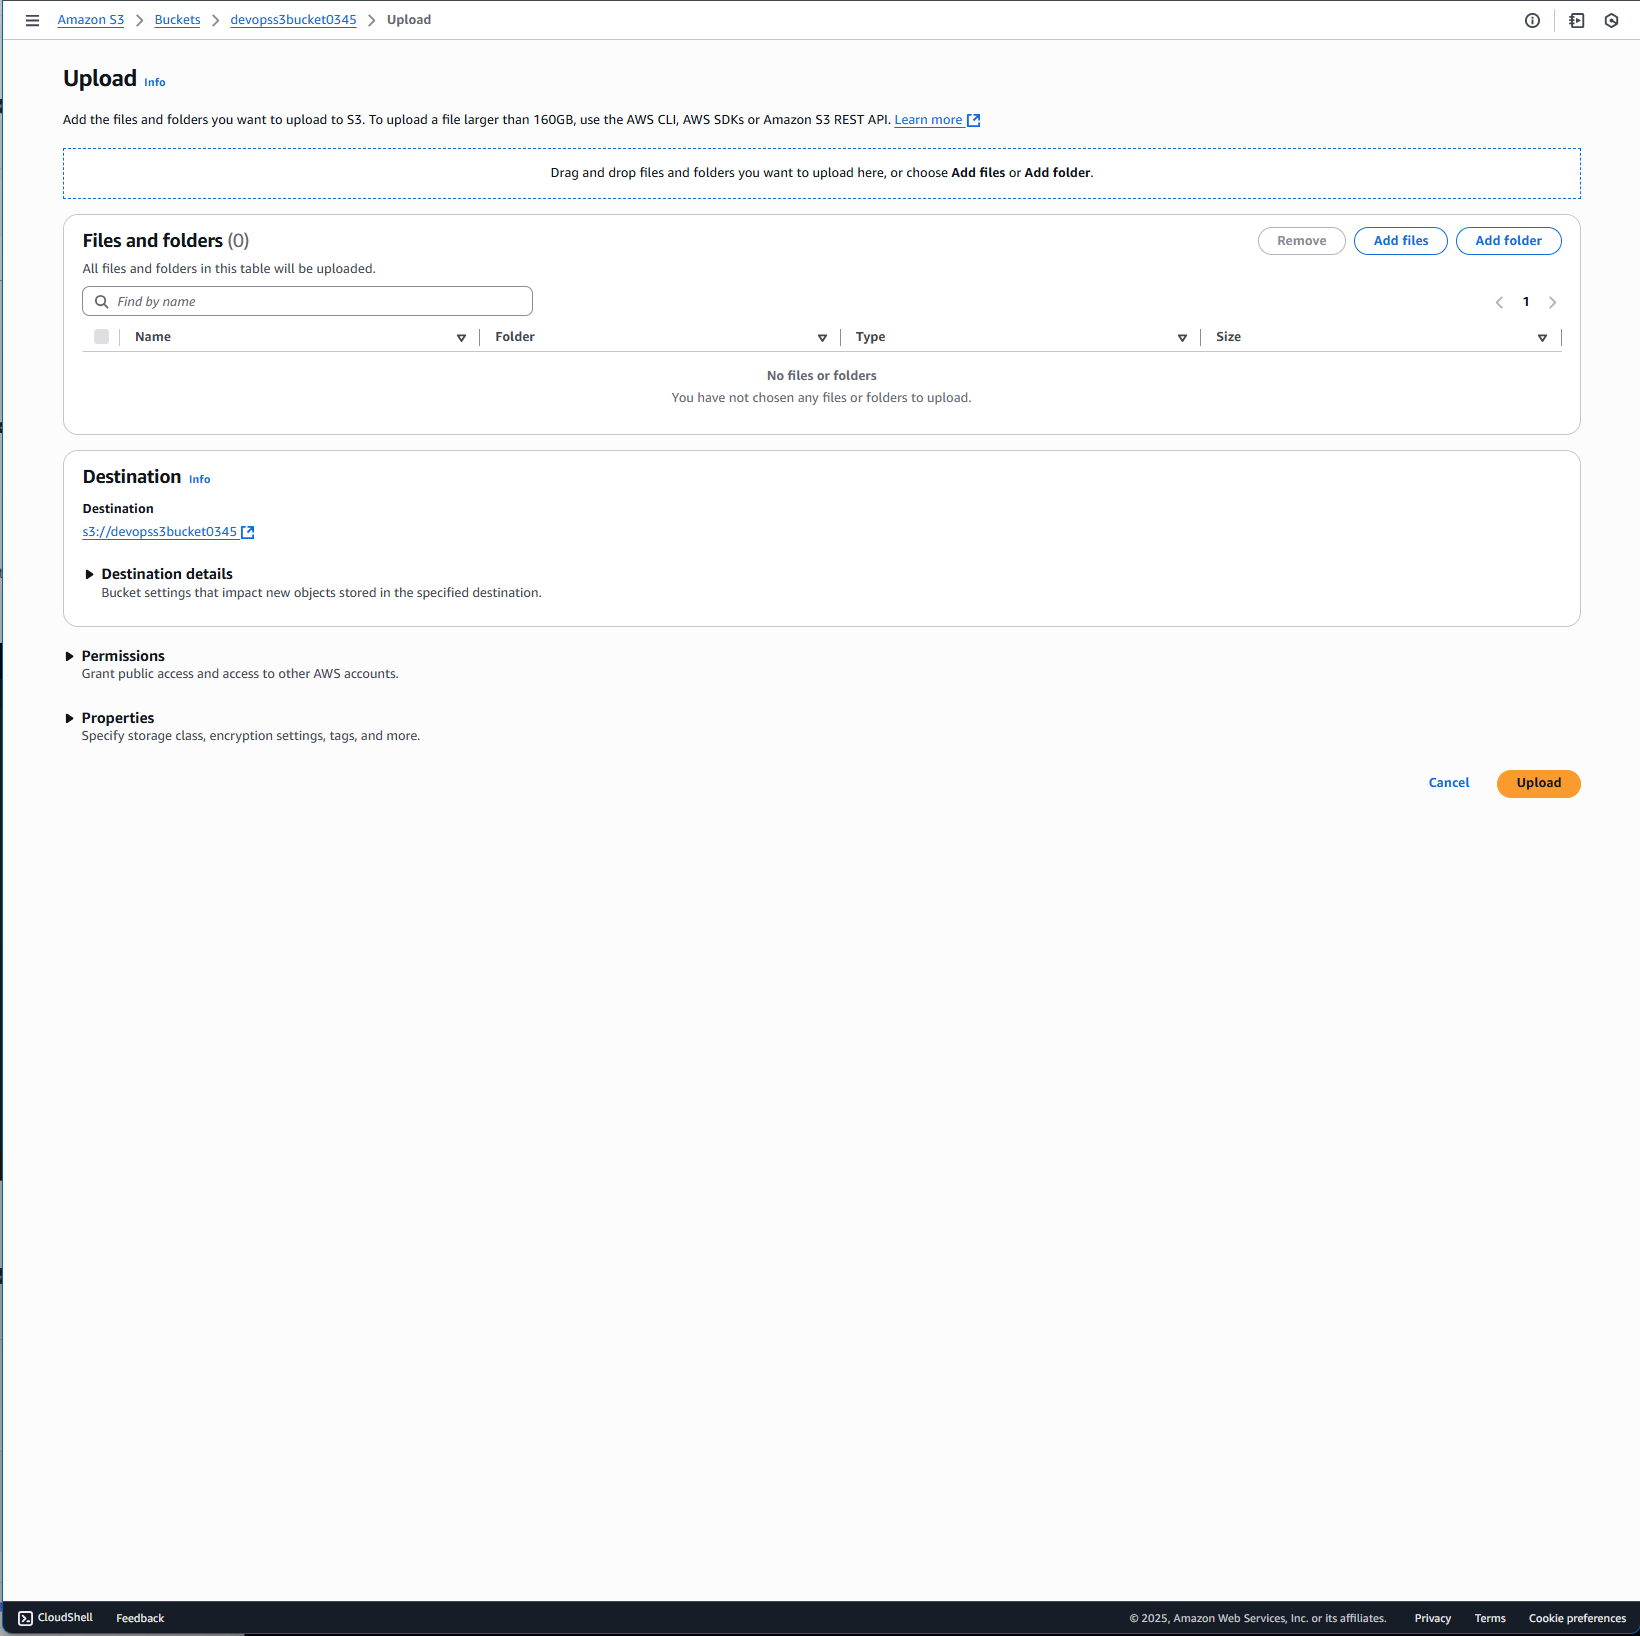 Amazon S3 > Buckets > devopss3bucket0345 > Upload
Upload Info
Add the files and folders you want to upload to S3. To upload a file larger than 160GB, use the AWS CLI, AWS SDKs or Amazon S3 REST API. Learn more
Drag and drop files and folders you want to upload here, or choose Add files or Add folder.
Files and folders (0)
Remove Add files Add folder
All files and folders in this table will be uploaded.
Find by name
1
Name Folder Type Size
No files or folders
You have not chosen any files or folders to upload.
Destination Info
Destination
s3://devopss3bucket0345
Destination details
Bucket settings that impact new objects stored in the specified destination.
Permissions
Grant public access and access to other AWS accounts.
Properties
Specify storage class, encryption settings, tags, and more.
Cancel Upload
CloudShell Feedback © 2025, Amazon Web Services, Inc. or its affiliates. Privacy Terms Cookie preferences